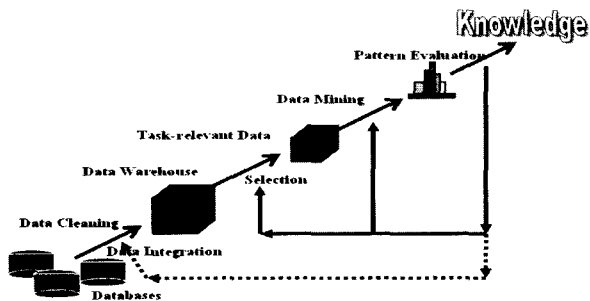 Knowledge
Pattern Evaluation
Data Mining
Task-relevant Data
Data Warehouse
Selection
Data Cleaning
Data Integration
Databases